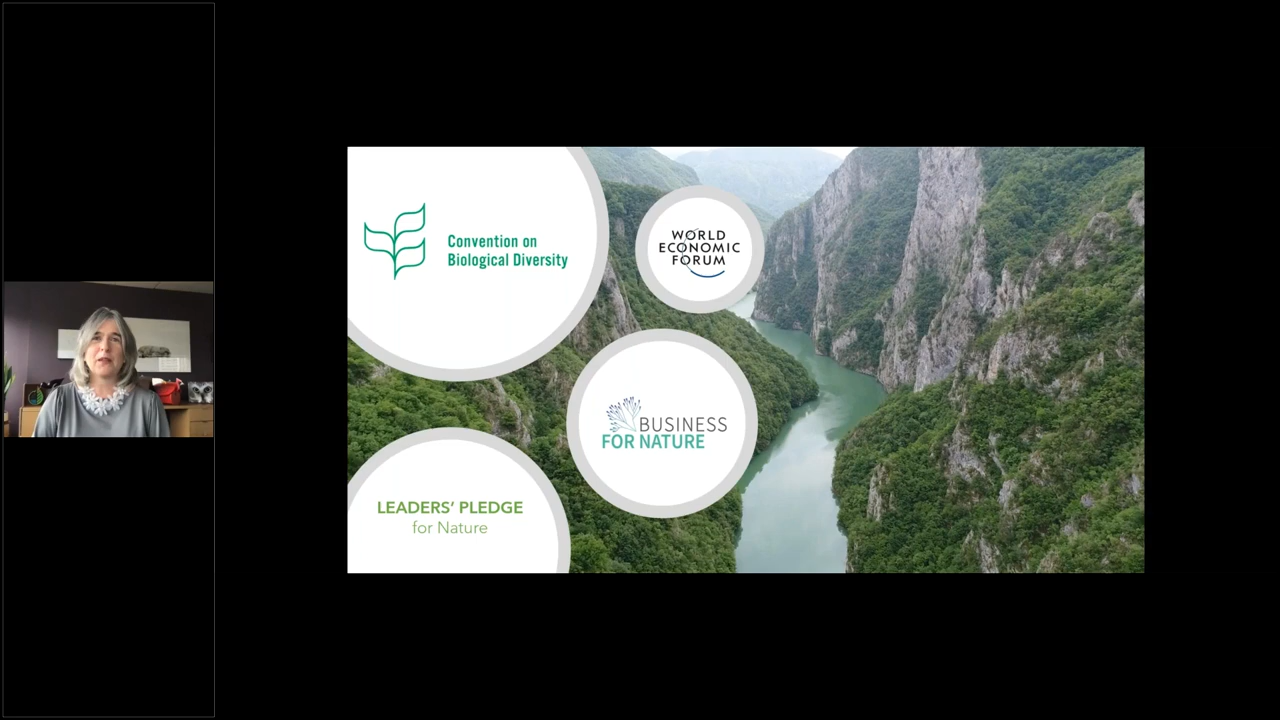 Convention on
Biological Diversity
WORLD
ECONOMIC
FORUM
BUSINESS
FOR NATURE
LEADERS' PLEDGE
for Nature